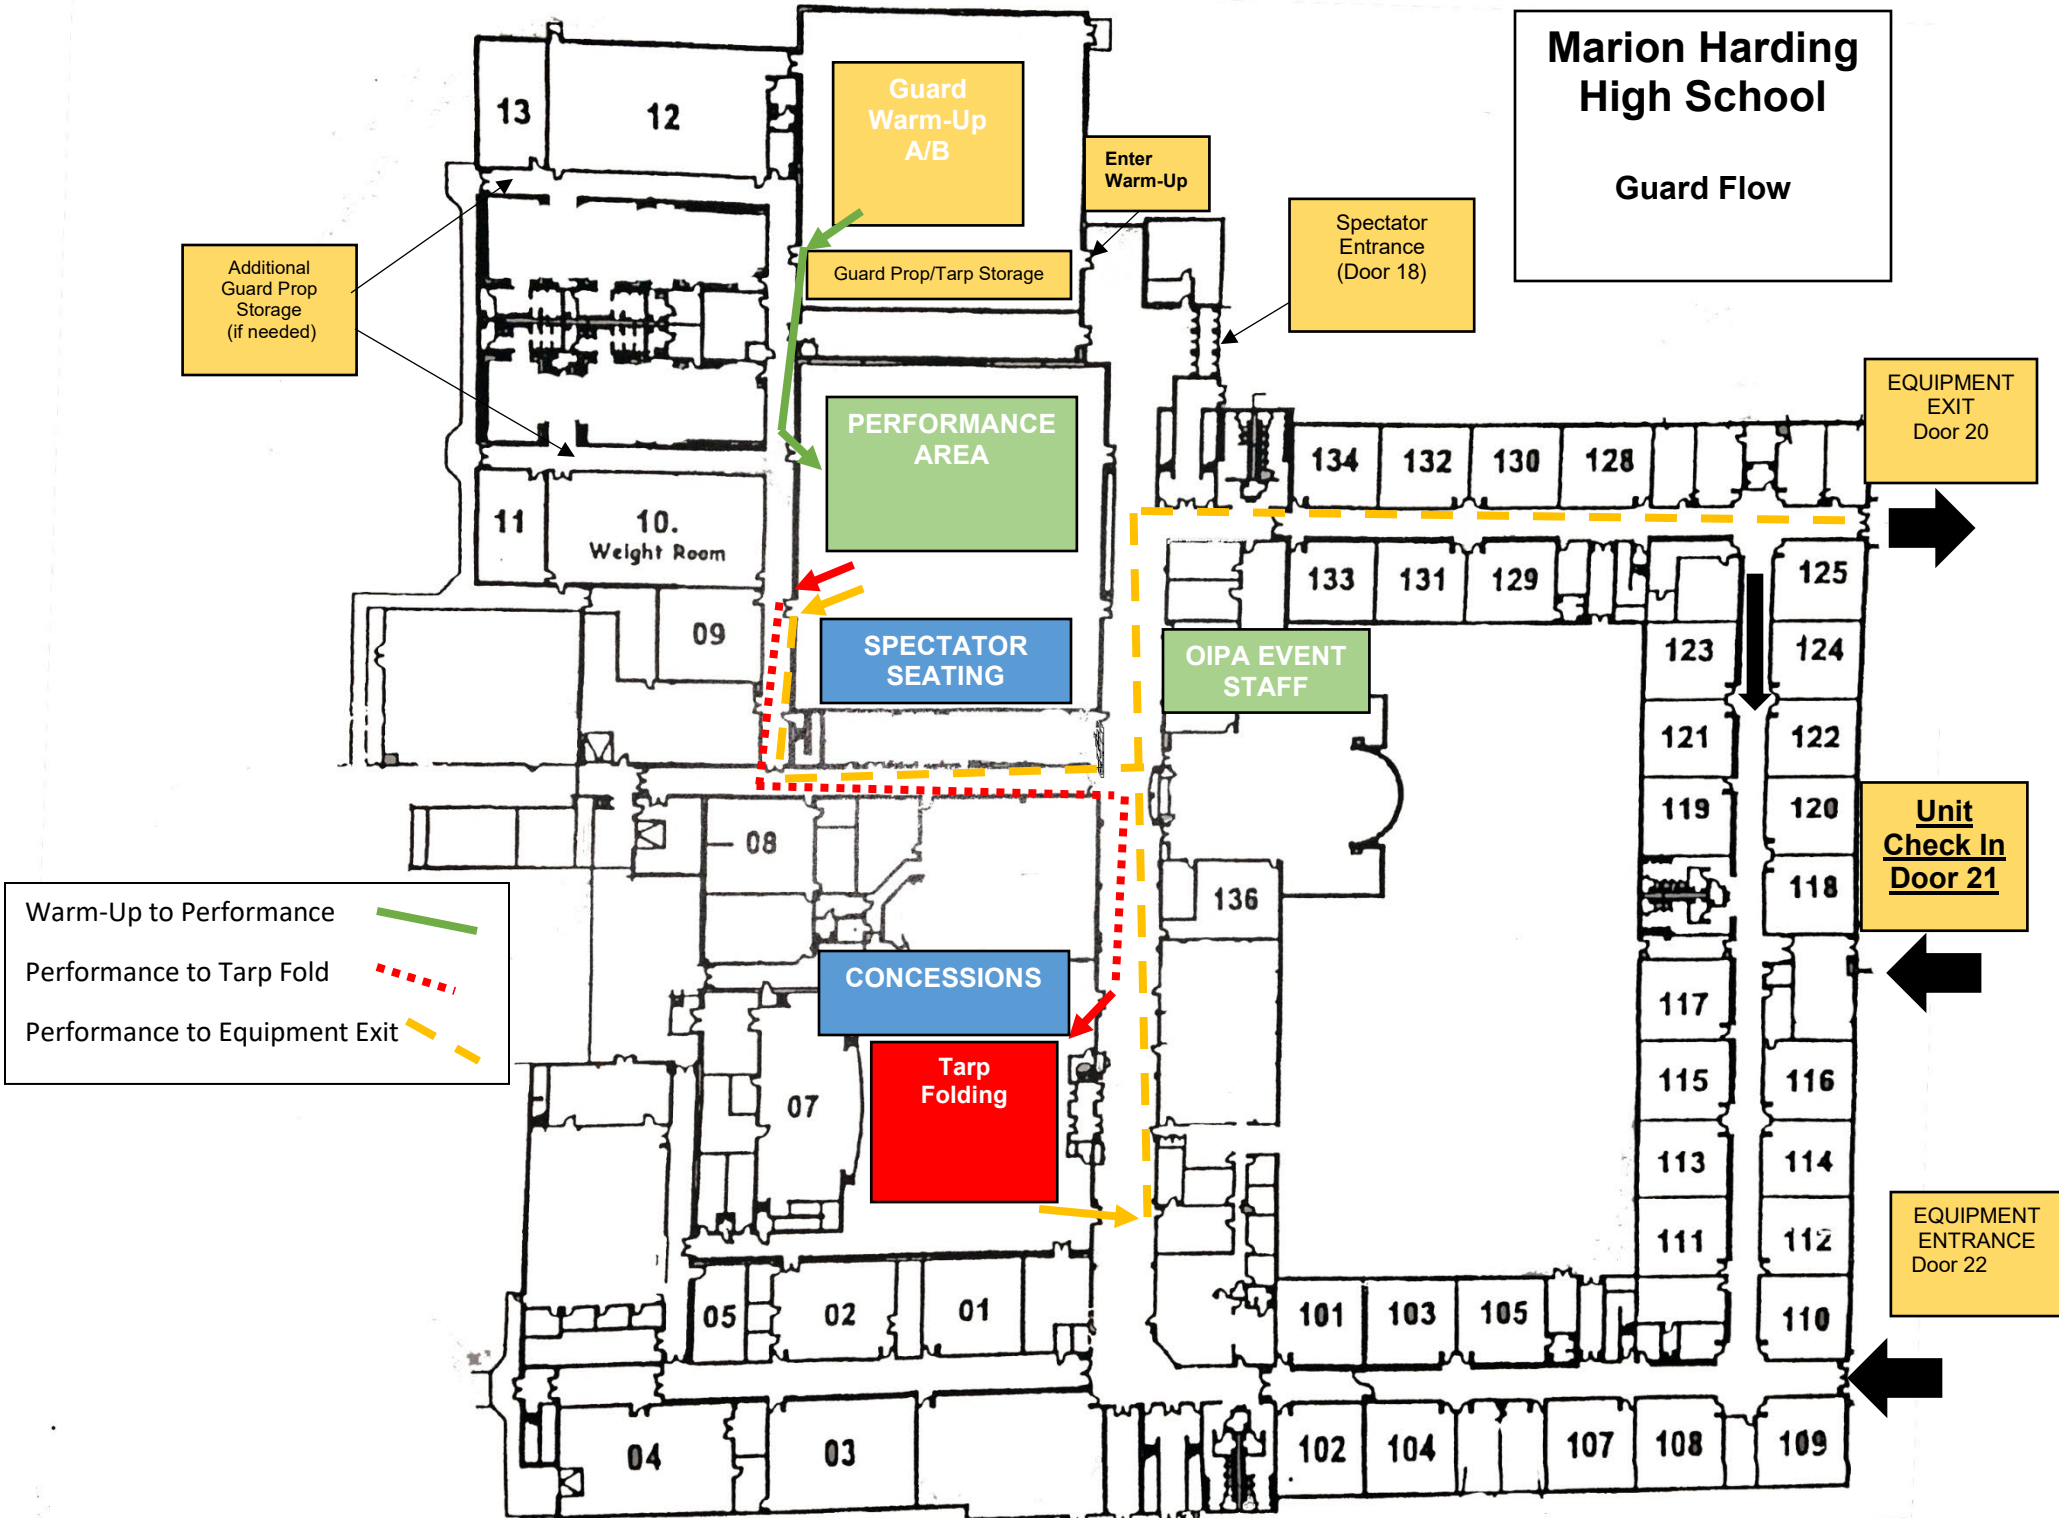 Marion Harding
High School
Guard Flow
13
12
Guard
Warm-Up
A/B
Enter
Warm-Up
Spectator
Entrance
(Door 18)
Additional
Guard Prop
Storage
(if needed)
Guard Prop/Tarp Storage
EQUIPMENT
EXIT
Door 20
PERFORMANCE
AREA
134
132
130
128
11
10.
Weight Room
133
131
129
125
09
SPECTATOR
SEATING
OIPA EVENT
STAFF
123
124
121
122
119
120
Unit
Check In
Door 21
08
136
118
Warm-Up to Performance
Performance to Tarp Fold
Performance to Equipment Exit
CONCESSIONS
117
Tarp
Folding
07
115
116
113
114
111
112
EQUIPMENT
ENTRANCE
Door 22
05
02
01
101
103
105
110
04
03
102
104
107
108
109